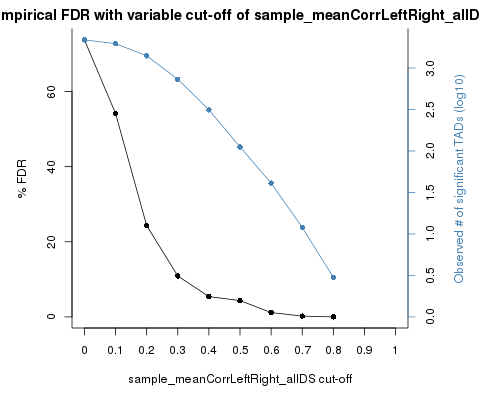 mpirical FDR with variable cut-off of sample_meanCorrLeftRight_allD
% FDR
0
20
40
60
0.0
0.5
1.0
1.5
2.0
2.5
3.0
Observed # of significant TADs (log10)
0 0.1 0.2 0.3 0.4 0.5 0.6 0.7 0.8 0.9 1
sample_meanCorrLeftRight_allDS cut-off